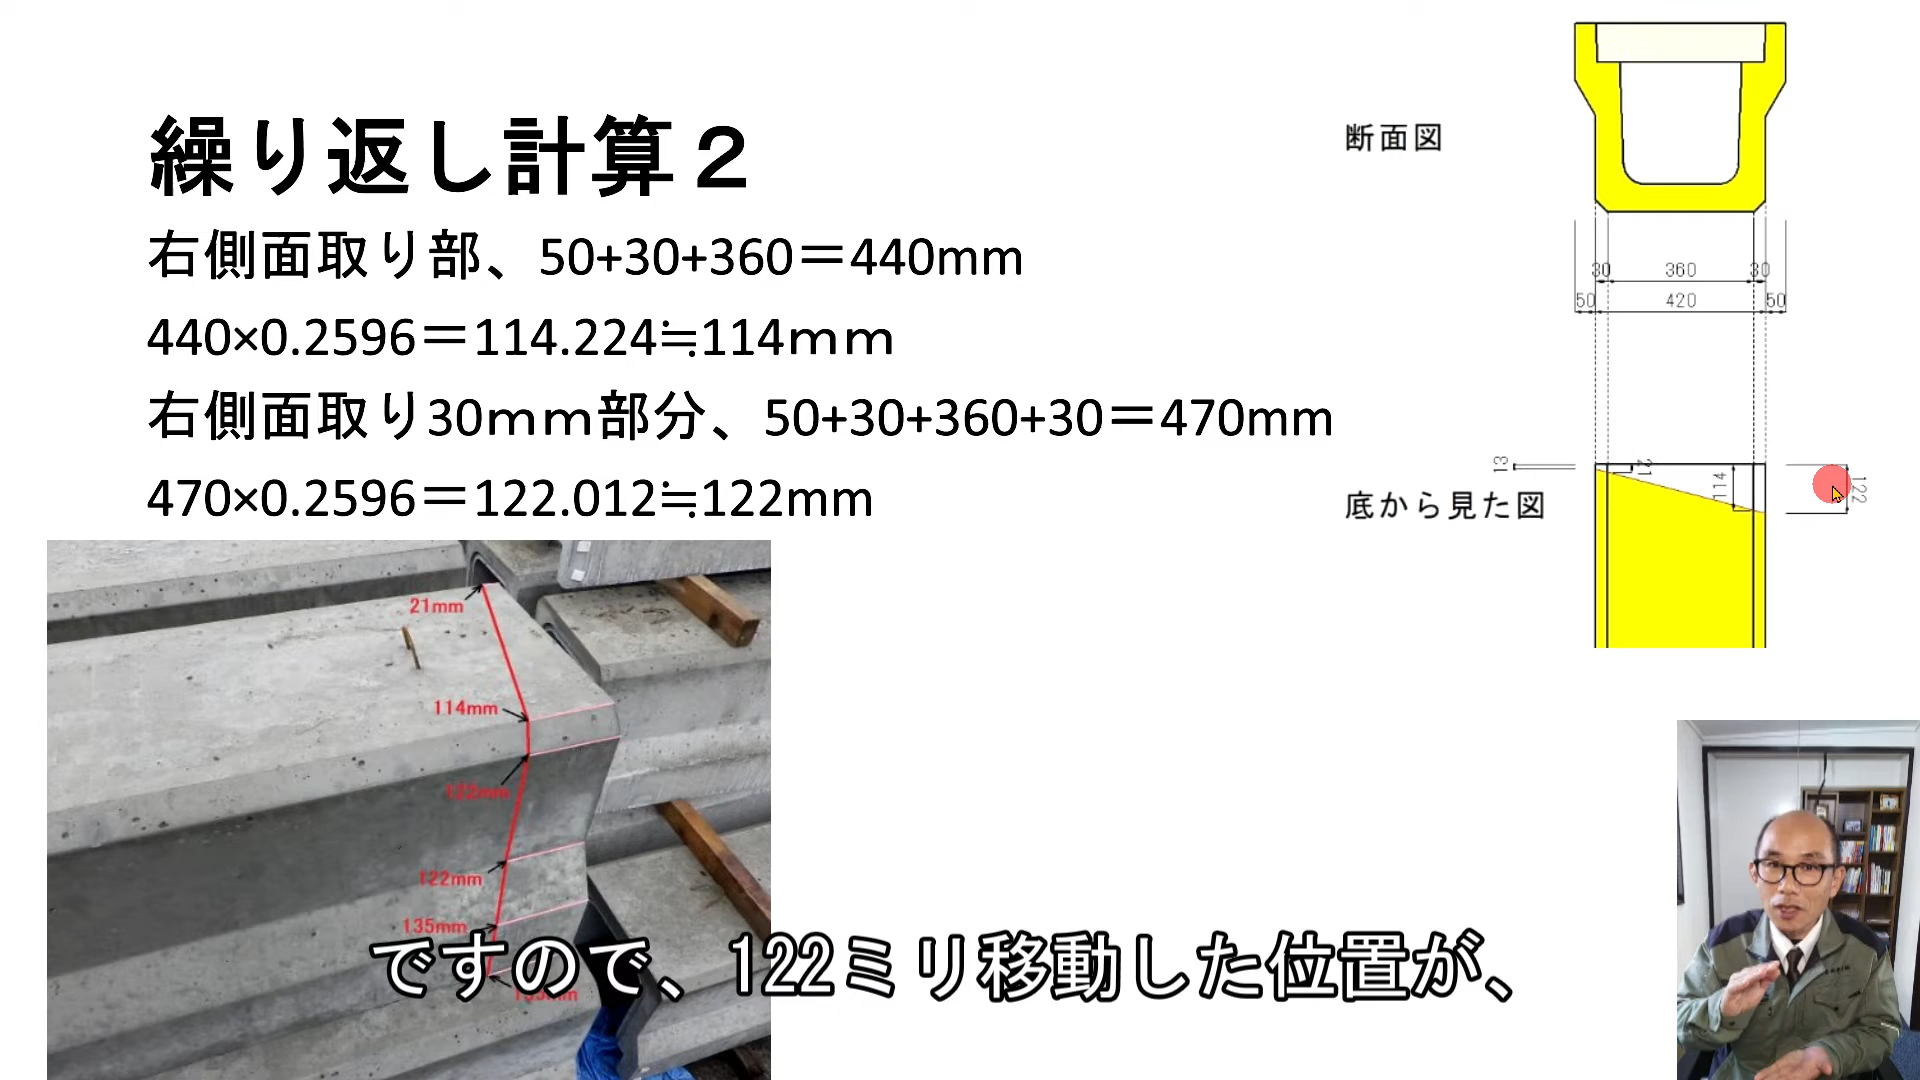 繰り返し計算２
右側面取り部、50+30+360＝440mm
440×0.2596＝114.224≒114ｍｍ
右側面取り30ｍｍ部分、50+30+360+30＝470mm
470×0.2596＝122.012≒122mm
断面図
30 360 30
50 420 50
13
21
114
122
底から見た図
21mm
114mm
122mm
122mm
135mm
ですので、122ミリ移動した位置が、